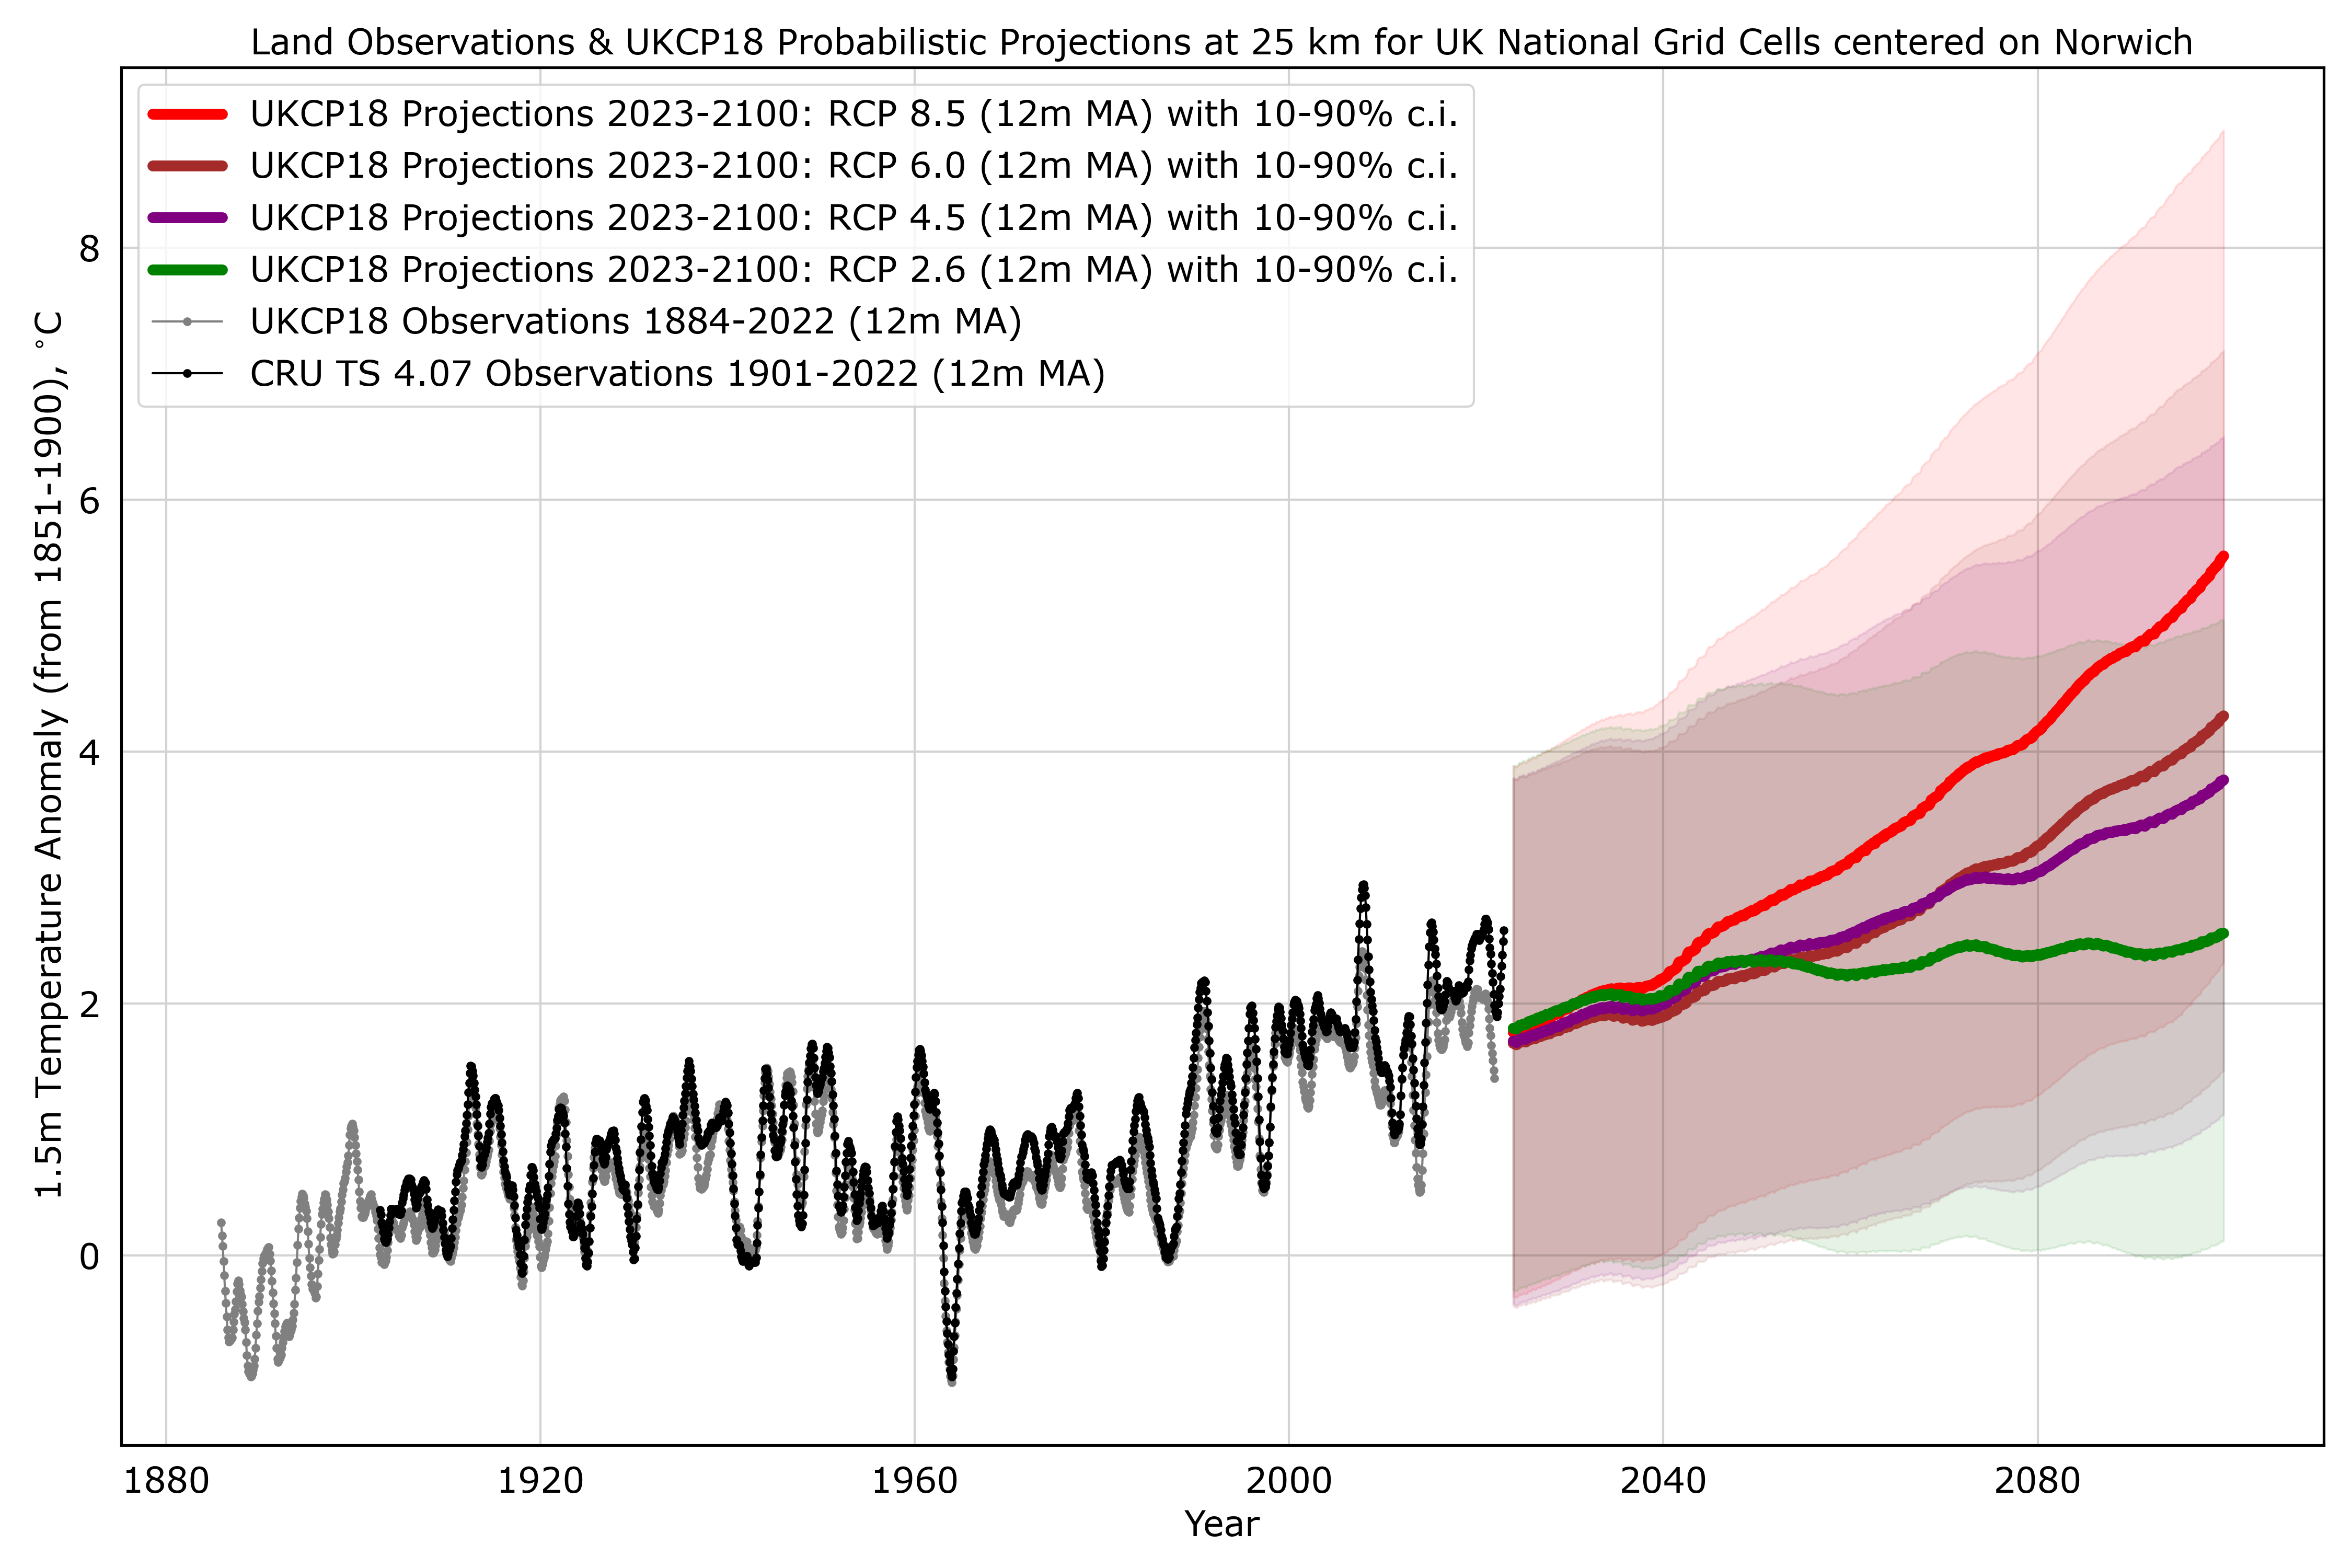 Land Observations & UKCP18 Probabilistic Projections at 25 km for UK National Grid Cells centered on Norwich
UKCP18 Projections 2023-2100: RCP 8.5 (12m MA) with 10-90% c.i.
UKCP18 Projections 2023-2100: RCP 6.0 (12m MA) with 10-90% c.i.
UKCP18 Projections 2023-2100: RCP 4.5 (12m MA) with 10-90% c.i.
UKCP18 Projections 2023-2100: RCP 2.6 (12m MA) with 10-90% c.i.
UKCP18 Observations 1884-2022 (12m MA)
CRU TS 4.07 Observations 1901-2022 (12m MA)
1.5m Temperature Anomaly (from 1851-1900), °C
8
6
4
2
0
1880 1920 1960 2000 2040 2080
Year